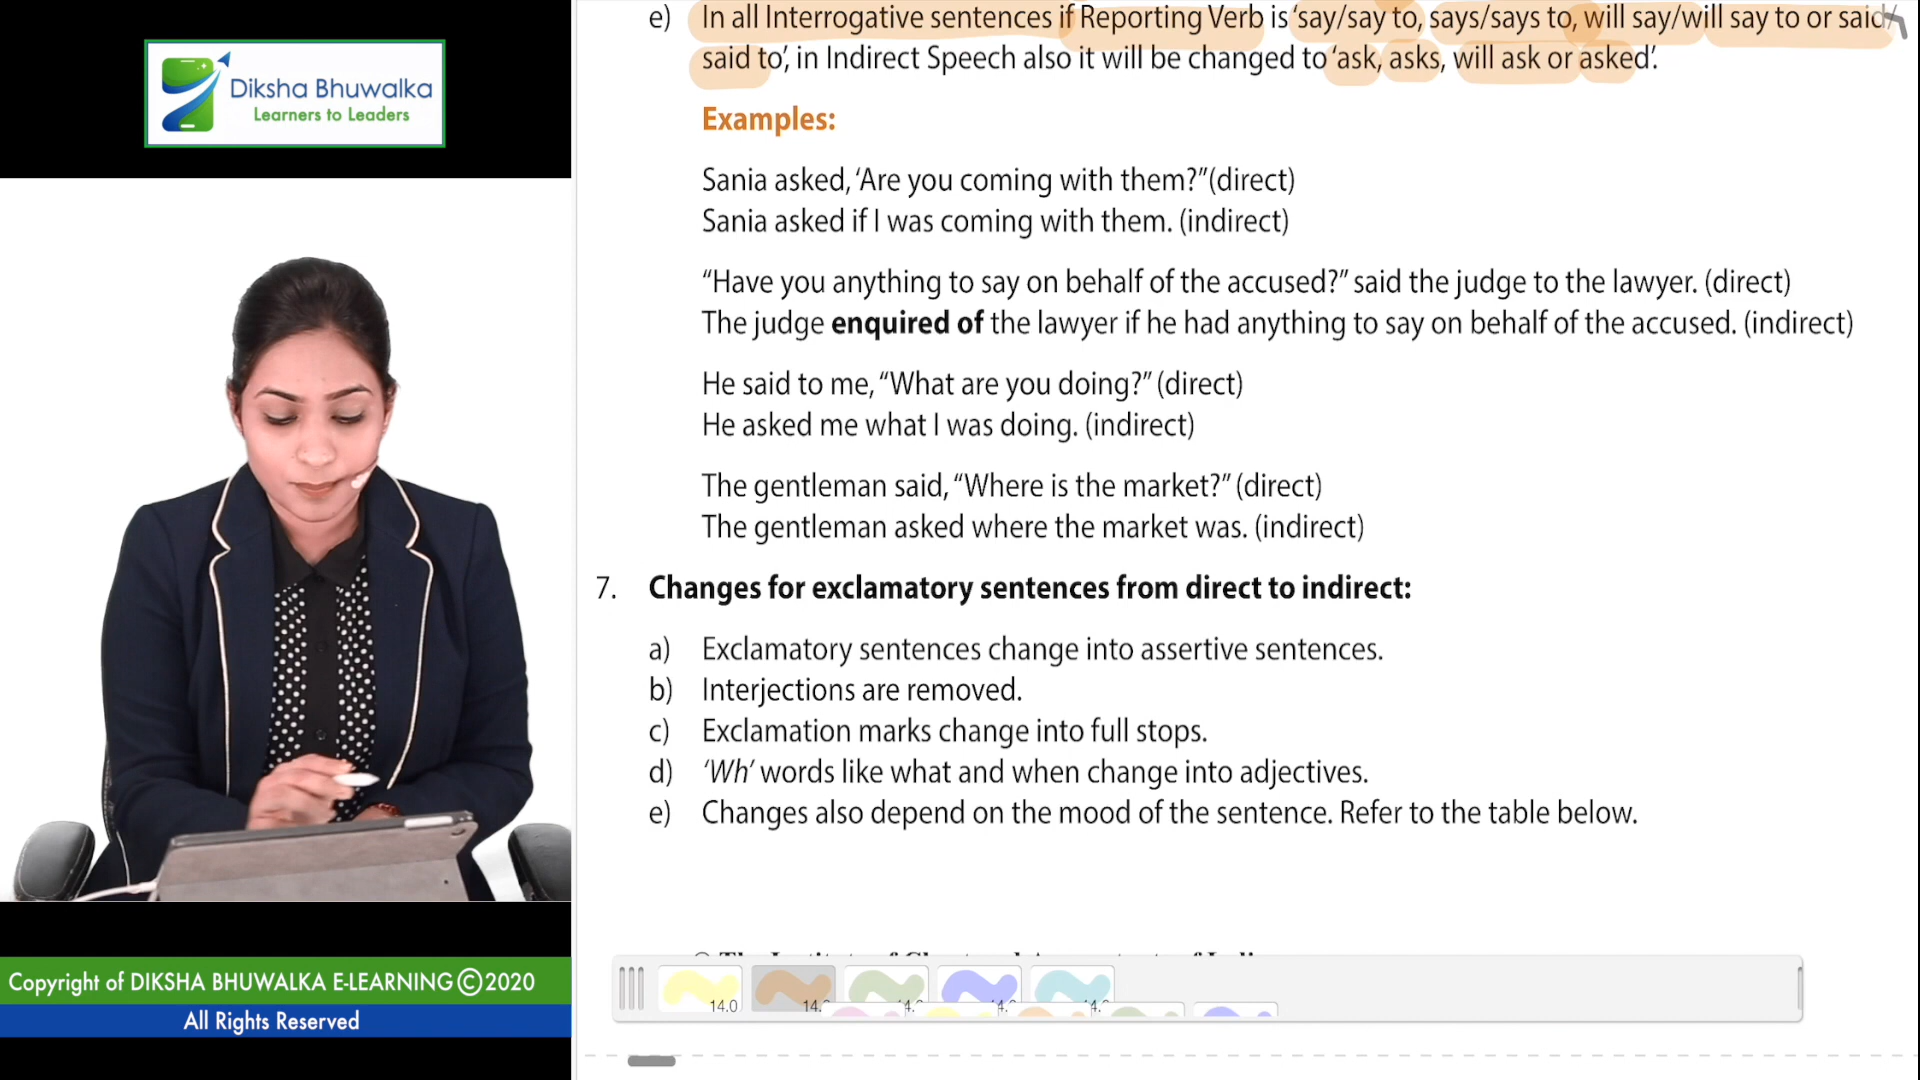 Diksha Bhuwalka
Learners to Leaders
e) In all Interrogative sentences if Reporting Verb is ‘say/say to, says/says to, will say/will say to or said/
said to’, in Indirect Speech also it will be changed to ‘ask, asks, will ask or asked’.
Examples:
Sania asked, ‘Are you coming with them?”(direct)
Sania asked if I was coming with them. (indirect)
“Have you anything to say on behalf of the accused?” said the judge to the lawyer. (direct)
The judge enquired of the lawyer if he had anything to say on behalf of the accused. (indirect)
He said to me, “What are you doing?” (direct)
He asked me what I was doing. (indirect)
The gentleman said, “Where is the market?” (direct)
The gentleman asked where the market was. (indirect)
7. Changes for exclamatory sentences from direct to indirect:
a) Exclamatory sentences change into assertive sentences.
b) Interjections are removed.
c) Exclamation marks change into full stops.
d) ‘Wh’ words like what and when change into adjectives.
e) Changes also depend on the mood of the sentence. Refer to the table below.
14.0
Copyright of DIKSHA BHUWALKA E-LEARNING©2020
All Rights Reserved